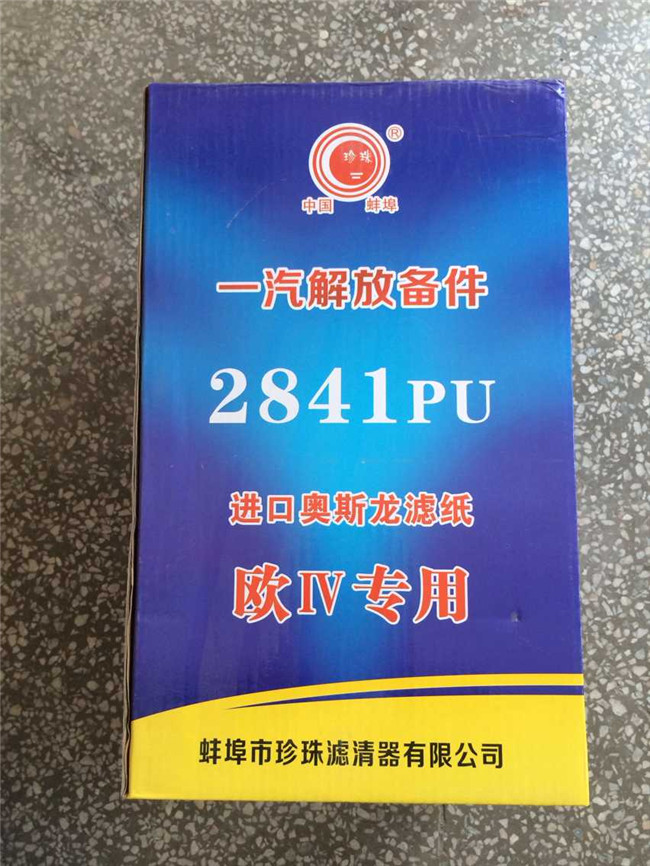 珍珠
®
中国 蚌埠
一汽解放备件
2841PU
进口奥斯龙滤纸
欧Ⅳ专用
蚌埠市珍珠滤清器有限公司